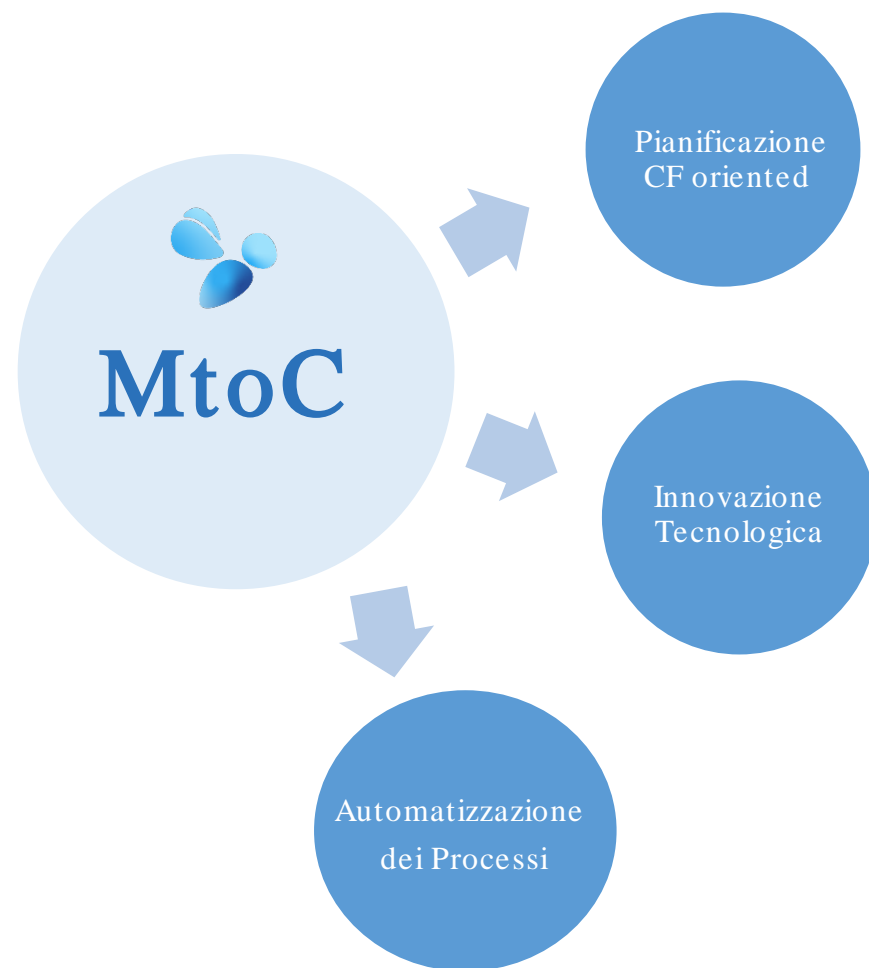 MtoC
Pianificazione
CF oriented
Innovazione
Tecnologica
Automatizzazione
dei Processi